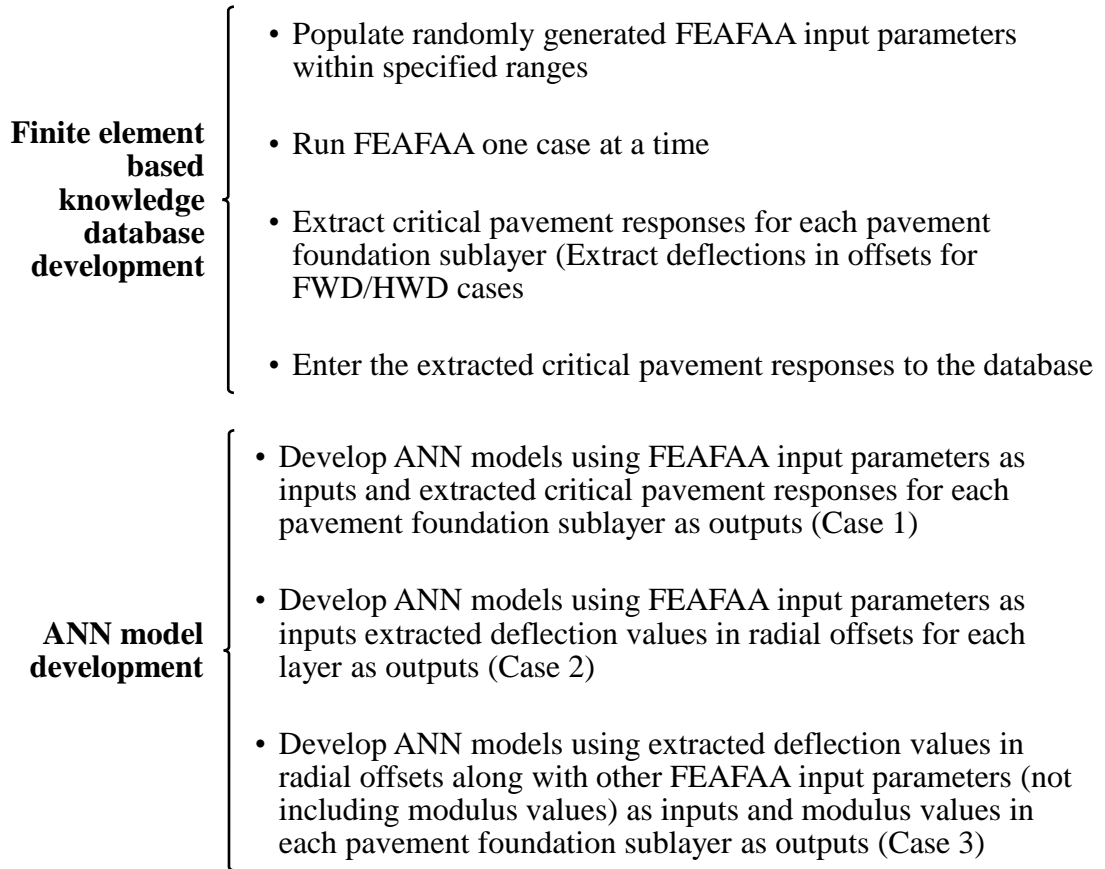 • Populate randomly generated FEAFAA input parameters
within specified ranges
Finite element
based
knowledge
database
development
• Run FEAFAA one case at a time
• Extract critical pavement responses for each pavement
foundation sublayer (Extract deflections in offsets for
FWD/HWD cases
• Enter the extracted critical pavement responses to the database
ANN model
development
• Develop ANN models using FEAFAA input parameters as
inputs and extracted critical pavement responses for each
pavement foundation sublayer as outputs (Case 1)
• Develop ANN models using FEAFAA input parameters as
inputs extracted deflection values in radial offsets for each
layer as outputs (Case 2)
• Develop ANN models using extracted deflection values in
radial offsets along with other FEAFAA input parameters (not
including modulus values) as inputs and modulus values in
each pavement foundation sublayer as outputs (Case 3)